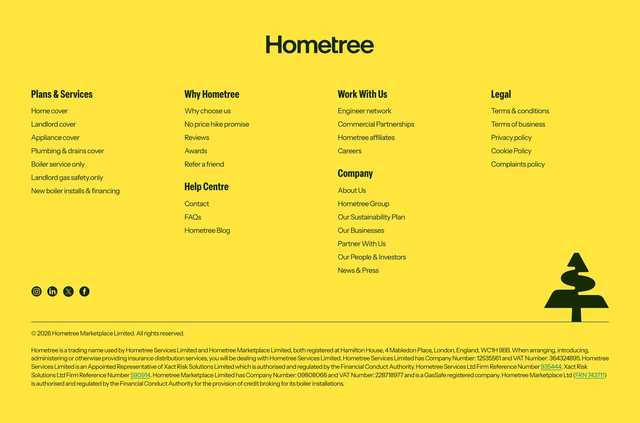 Hometree
Plans & Services
Home cover
Landlord cover
Appliance cover
Plumbing & drains cover
Boiler service only
Landlord gas safety only
New boiler installs & financing
Why Hometree
Why choose us
No price hike promise
Reviews
Awards
Refer a friend
Help Centre
Contact
FAQs
Hometree Blog
Work With Us
Engineer network
Commercial Partnerships
Hometree affiliates
Careers
Company
About Us
Hometree Group
Our Sustainability Plan
Our Businesses
Partner With Us
Our People & Investors
News & Press
Legal
Terms & conditions
Terms of business
Privacy policy
Cookie Policy
Complaints policy
© 2026 Hometree Marketplace Limited. All rights reserved.
Hometree is a trading name used by Hometree Services Limited and Hometree Marketplace Limited, both registered at Hamilton House, 4 Mabledon Place, London, England, WC1H 9BB. When arranging, introducing,
administering or otherwise providing insurance distribution services, you will be dealing with Hometree Services Limited. Hometree Services Limited has Company Number: 12535561 and VAT Number: 364324895. Hometree
Services Limited is an Appointed Representative of Xact Risk Solutions Limited which is authorised and regulated by the Financial Conduct Authority. Hometree Services Ltd Firm Reference Number 935444, Xact Risk
Solutions Ltd Firm Reference Number 590914. Hometree Marketplace Limited has Company Number: 09808066 and VAT Number: 228718977 and is a GasSafe registered company. Hometree Marketplace Ltd (FRN 743711)
is authorised and regulated by the Financial Conduct Authority for the provision of credit broking for its boiler installations.